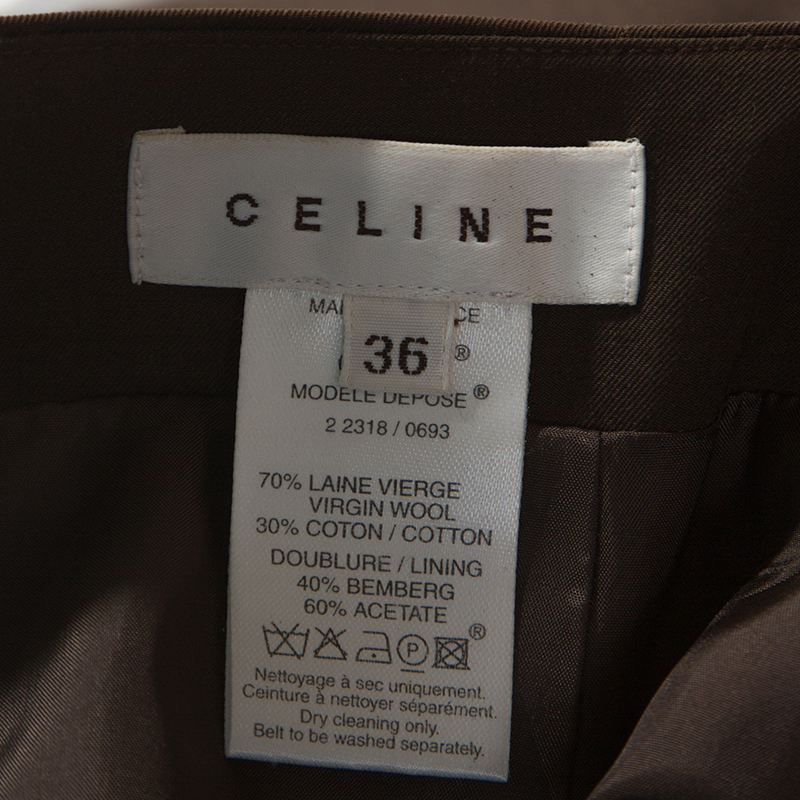 CELINE
36
®
MODELE DEPOSE ®
2 2318 / 0693
70% LAINE VIERGE
VIRGIN WOOL
30% COTON / COTTON
DOUBLURE / LINING
40% BEMBERG
60% ACETATE
®
P
Nettoyage à sec uniquement.
Ceinture à nettoyer séparément.
Dry cleaning only.
Belt to be washed separately.